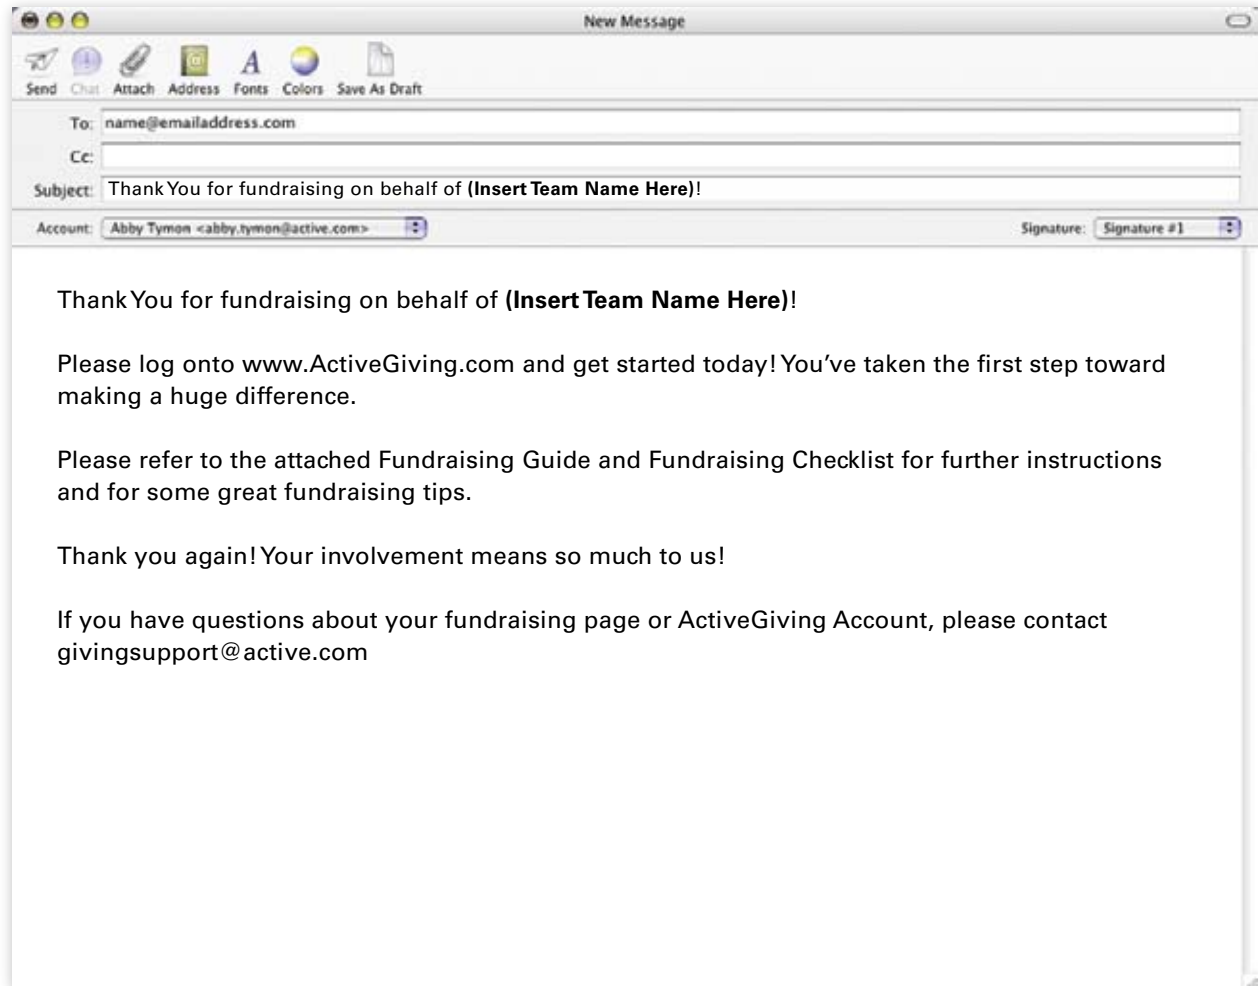 New Message
Send Chat Attach Address Fonts Colors Save As Draft
To: name@emailaddress.com
Cc:
Subject: Thank You for fundraising on behalf of (Insert Team Name Here)!
Account: Abby Tymon <abby.tymon@active.com> Signature: Signature #1
Thank You for fundraising on behalf of (Insert Team Name Here)!
Please log onto www.ActiveGiving.com and get started today! You've taken the first step toward
making a huge difference.
Please refer to the attached Fundraising Guide and Fundraising Checklist for further instructions
and for some great fundraising tips.
Thank you again! Your involvement means so much to us!
If you have questions about your fundraising page or ActiveGiving Account, please contact
givingsupport@active.com